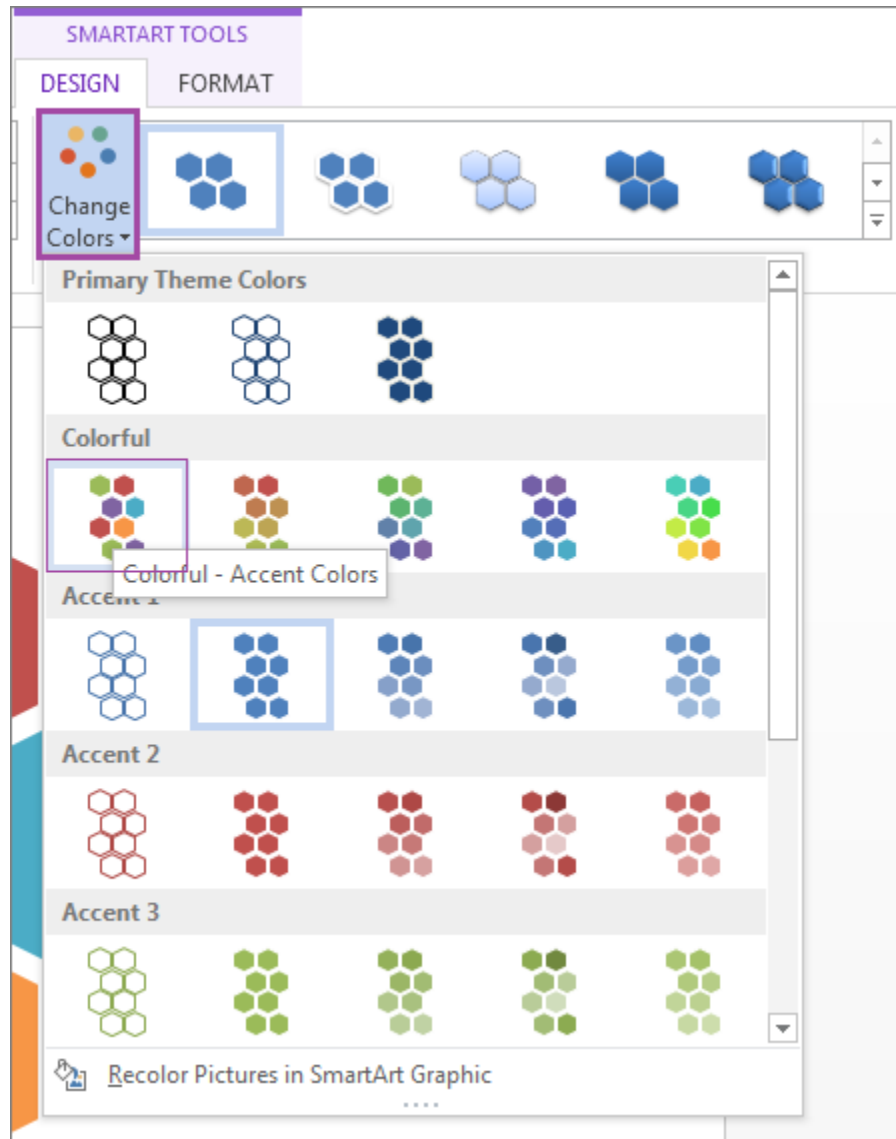 SMARTART TOOLS
DESIGN FORMAT
Change
Colors
Primary Theme Colors
Colorful
Colorful - Accent Colors
Accent 1
Accent 2
Accent 3
Recolor Pictures in SmartArt Graphic